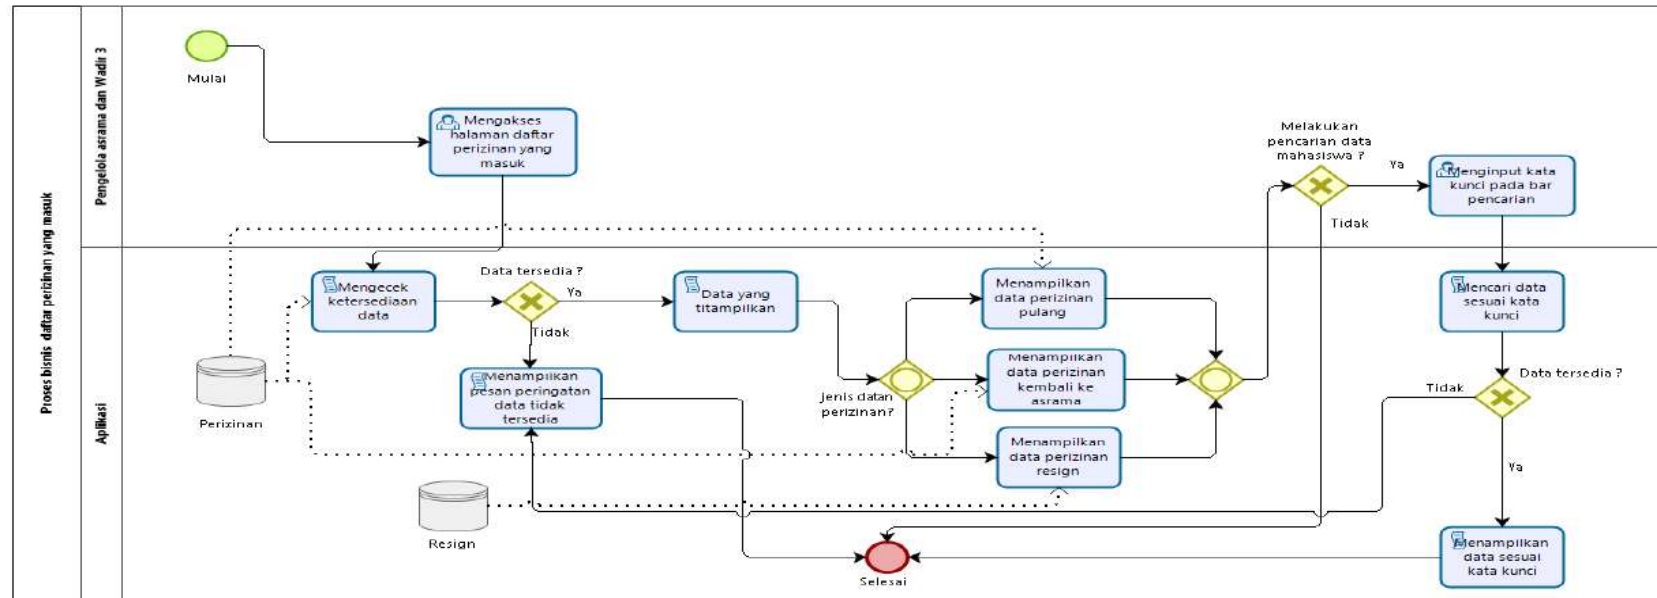 Proses bisnis daftar perizinan yang masuk
Pengelola asrama dan Wadir 3
Mulai
Mengakses
halaman daftar
perizinan yang
masuk
Melakukan
pencarian data
mahasiswa ?
Ya
Tidak
Menginput kata
kunci pada bar
pencarian
Aplikasi
Mengecek
ketersediaan
data
Data tersedia ?
Ya
Tidak
Data yang
titampilkan
Menampilkan
pesan peringatan
data tidak
tersedia
Perizinan
Resign
Jenis datan
perizinan?
Menampilkan
data perizinan
pulang
Menampilkan
data perizinan
kembali ke
asrama
Menampilkan
data perizinan
resign
Mencari data
sesuai kata
kunci
Data tersedia ?
Tidak
Ya
Menampilkan
data sesuai
kata kunci
Selesai